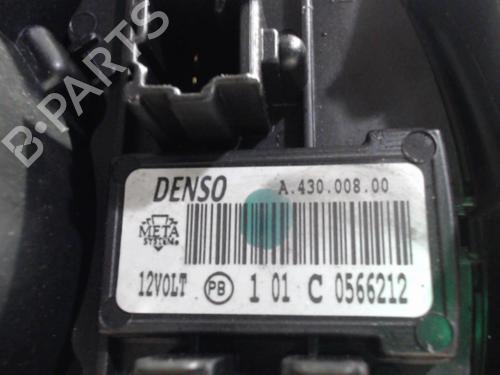 B-PARTS
DENSO A.430.008.00
META
SYSTEM
12VOLT PB 1 01 C 0566212